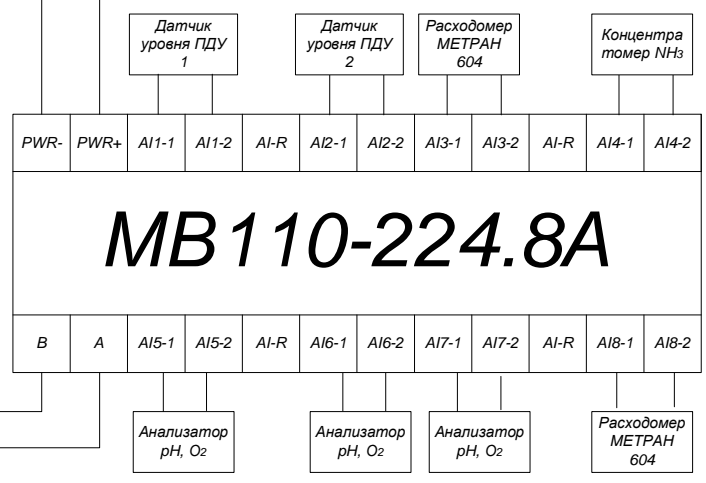 Датчик
уровня ПДУ
1
Датчик
уровня ПДУ
2
Расходомер
МЕТРАН
604
Концентра
томер NH3
PWR-
PWR+
AI1-1
AI1-2
AI-R
AI2-1
AI2-2
AI3-1
AI3-2
AI-R
AI4-1
AI4-2
МВ110-224.8А
B
A
AI5-1
AI5-2
AI-R
AI6-1
AI6-2
AI7-1
AI7-2
AI-R
AI8-1
AI8-2
Анализатор
pH, O2
Анализатор
pH, O2
Анализатор
pH, O2
Расходомер
МЕТРАН
604